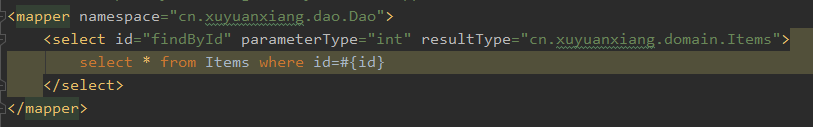 <mapper namespace="cn.xuyuanxiang.dao.Dao">
<select id="findById" parameterType="int" resultType="cn.xuyuanxiang.domain.Items">
select * from Items where id=#{id}
</select>
</mapper>